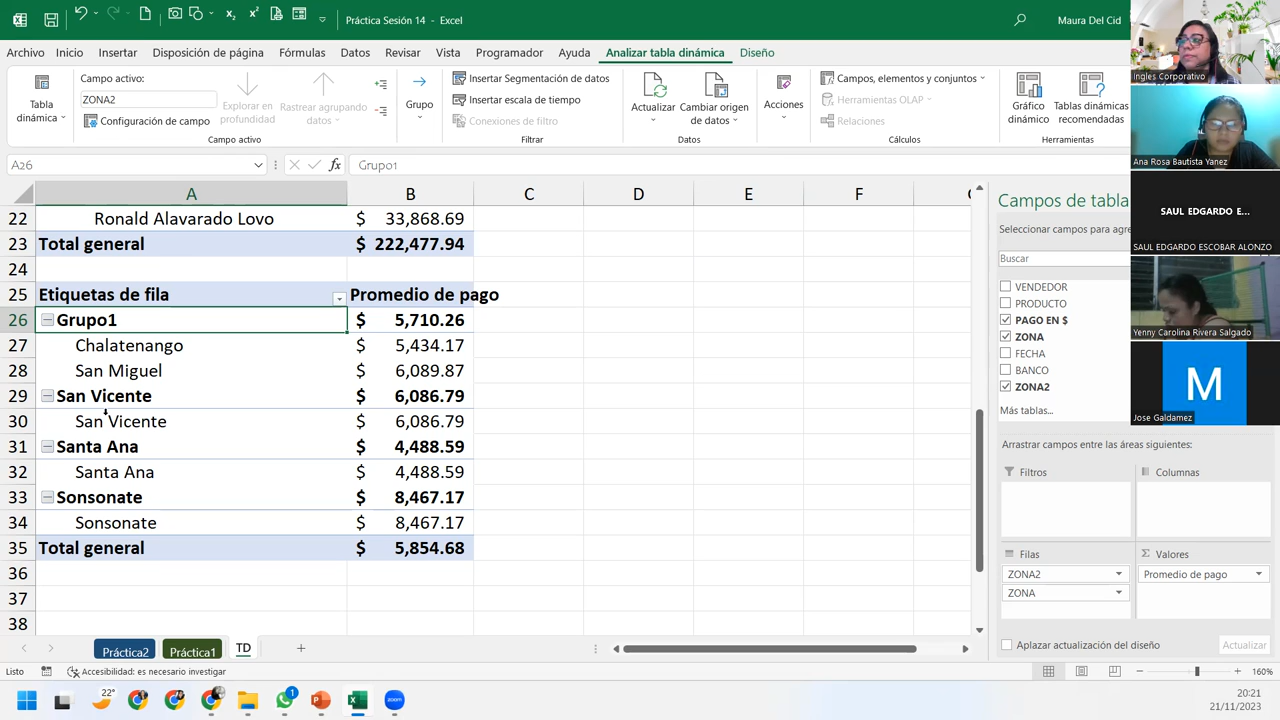 Práctica Sesión 14 - Excel
Maura Del Cid
Archivo Inicio Insertar Disposición de página Fórmulas Datos Revisar Vista Programador Ayuda Analizar tabla dinámica Diseño
Tabla dinámica
Campo activo:
ZONA2
Configuración de campo
Explorar en profundidad
Rastrear agrupando datos
Campo activo
Grupo
Insertar Segmentación de datos
Insertar escala de tiempo
Conexiones de filtro
Filtrar
Actualizar
Cambiar origen de datos
Datos
Acciones
Campos, elementos y conjuntos
Herramientas OLAP
Relaciones
Cálculos
Gráfico dinámico
Tablas dinámicas recomendadas
Herramientas
A26
fx
Grupo1
A B C D E F
22 Ronald Alavarado Lovo $ 33,868.69
23 Total general $ 222,477.94
24
25 Etiquetas de fila Promedio de pago
26 Grupo1 $ 5,710.26
27 Chalatenango $ 5,434.17
28 San Miguel $ 6,089.87
29 San Vicente $ 6,086.79
30 San Vicente $ 6,086.79
31 Santa Ana $ 4,488.59
32 Santa Ana $ 4,488.59
33 Sonsonate $ 8,467.17
34 Sonsonate $ 8,467.17
35 Total general $ 5,854.68
36
37
38
Campos de tabla
Seleccionar campos para agre
Buscar
VENDEDOR
PRODUCTO
PAGO EN $
ZONA
FECHA
BANCO
ZONA2
Más tablas...
Arrastrar campos entre las áreas siguientes:
Filtros
Columnas
Filas
Σ Valores
ZONA2
Promedio de pago
ZONA
Aplazar actualización del diseño
Actualizar
Ingles Corporativo
Ana Rosa Bautista Yanez
SAUL EDGARDO E...
SAUL EDGARDO ESCOBAR ALONZO
Yenny Carolina Rivera Salgado
M
Jose Galdamez
Práctica2 Práctica1 TD
Listo
Accesibilidad: es necesario investigar
160%
22°
1
zoom
20:21
21/11/2023